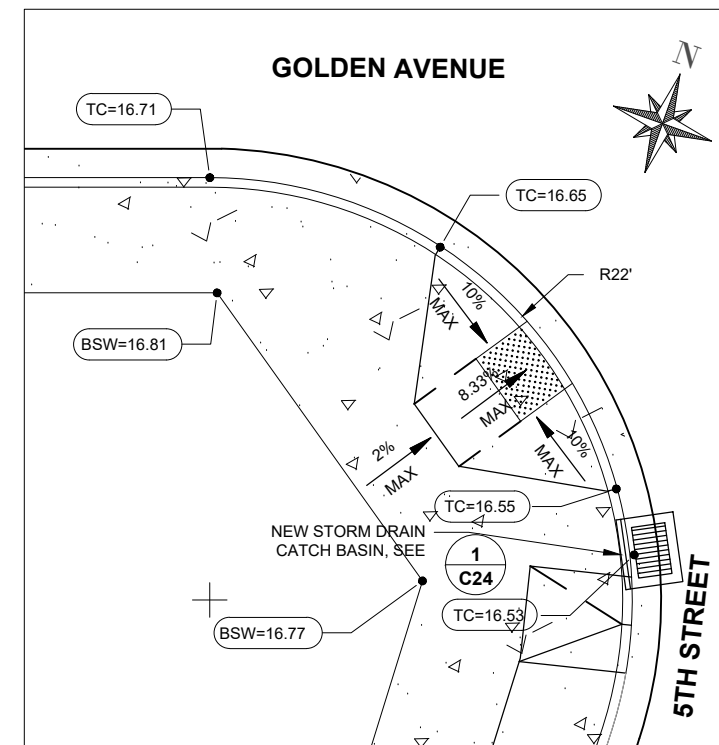 GOLDEN AVENUE
N
TC=16.71
TC=16.65
R22'
10%
MAX
BSW=16.81
8.33%
MAX
10%
MAX
2%
MAX
TC=16.55
NEW STORM DRAIN
CATCH BASIN, SEE
1
C24
TC=16.53
BSW=16.77
5TH STREET